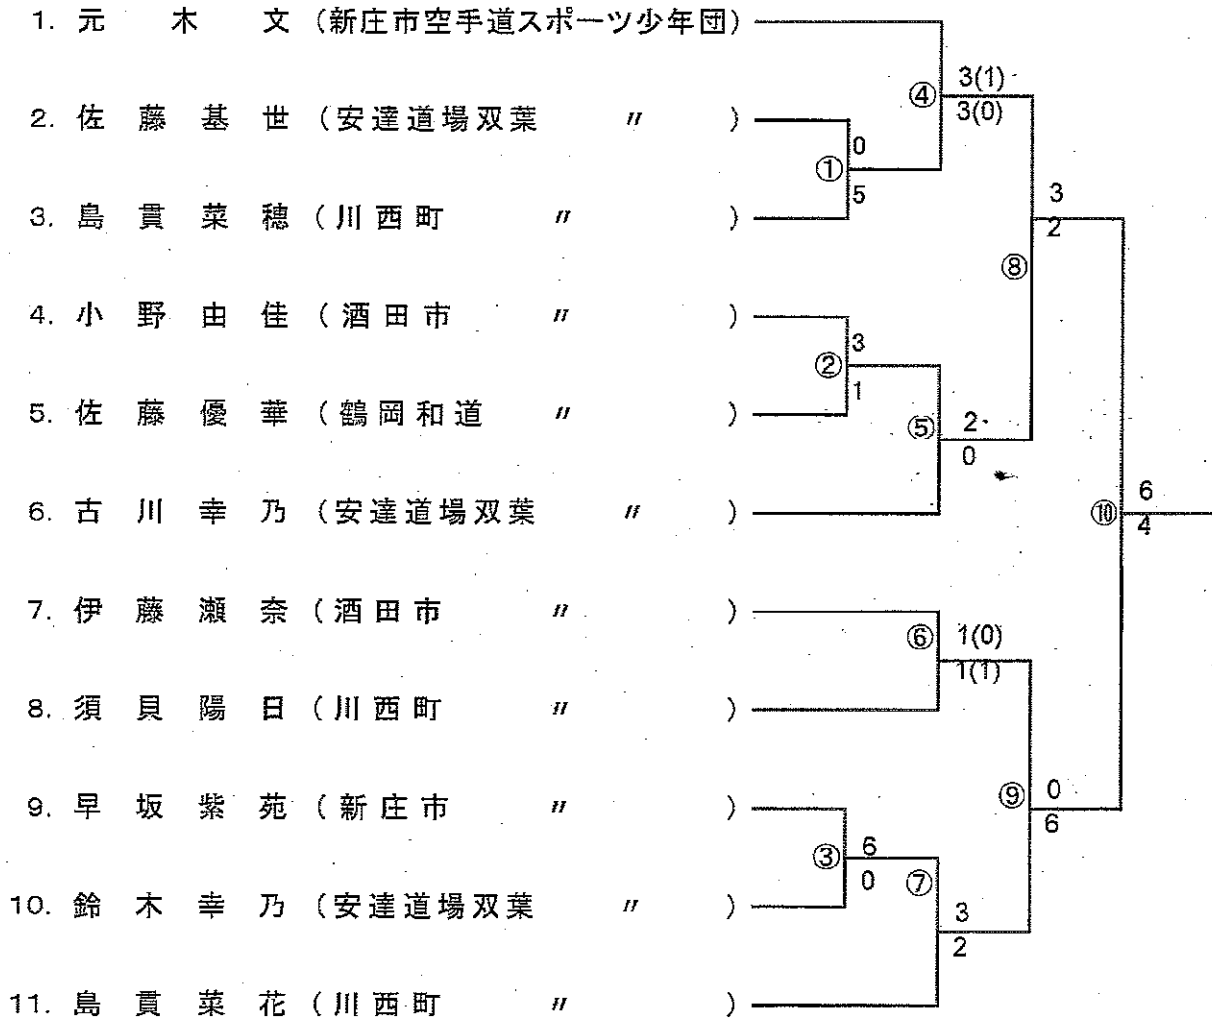 1. 元木文(新庄市空手道スポーツ少年団)
3(1)
④
3(0)
2. 佐藤基世(安達道場双葉 〃 )
0
①
5
3. 島貫菜穂(川西町 〃 )
3
2
⑧
4. 小野由佳(酒田市 〃 )
3
②
1
5. 佐藤優華(鶴岡和道 〃 )
2
⑤
0
6. 古川幸乃(安達道場双葉 〃 )
6
⑩
4
7. 伊藤瀬奈(酒田市 〃 )
1(0)
⑥
1(1)
8. 須貝陽日(川西町 〃 )
9. 早坂紫苑(新庄市 〃 )
0
⑨
6
6
③
0
⑦
10. 鈴木幸乃(安達道場双葉 〃 )
3
2
11. 島貫菜花(川西町 〃 )